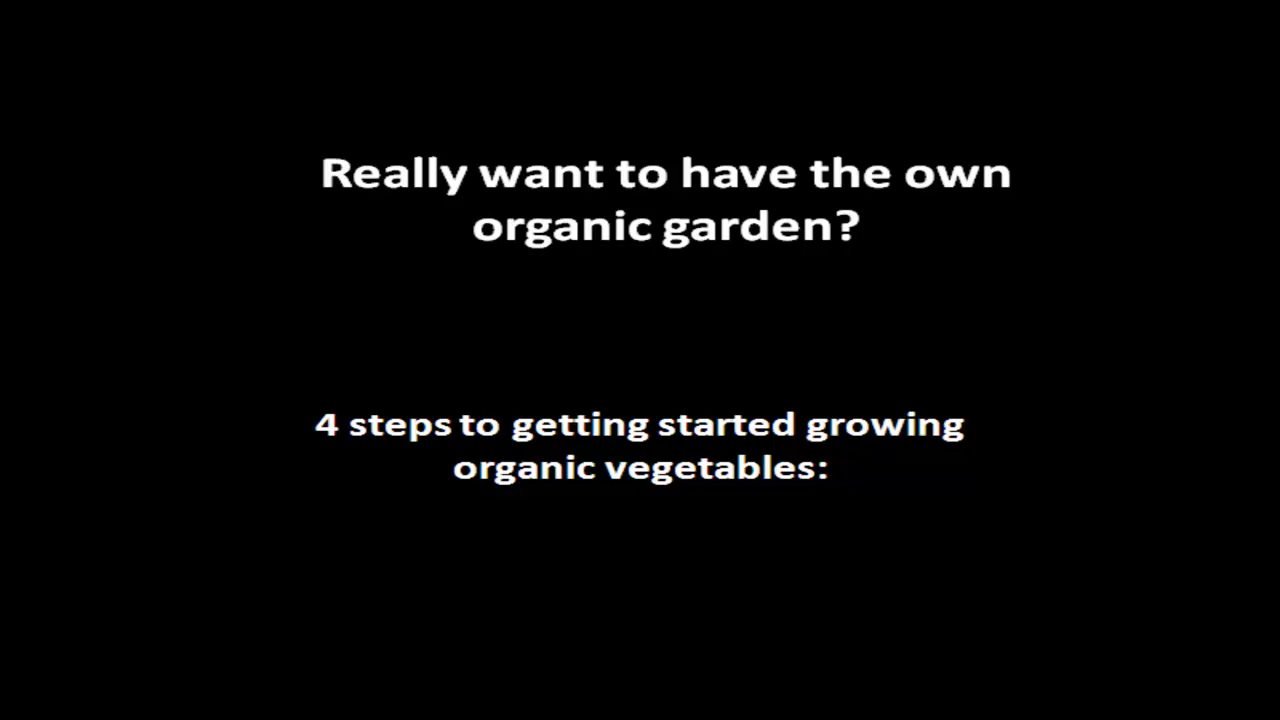 Really want to have the own
organic garden?
4 steps to getting started growing
organic vegetables: